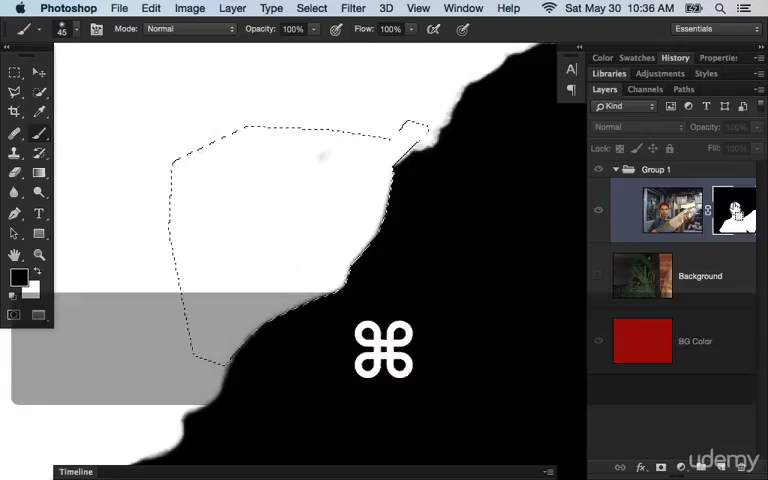 Photoshop File Edit Image Layer Type Select Filter 3D View Window Help Sat May 30 10:36 AM
45 Mode: Normal Opacity: 100% Flow: 100% Essentials
Color Swatches History Properties
Libraries Adjustments Styles
Layers Channels Paths
Kind
Normal Opacity: 100%
Lock: Fill: 100%
Group 1
Background
BG Color
⌘
Timeline
udemy